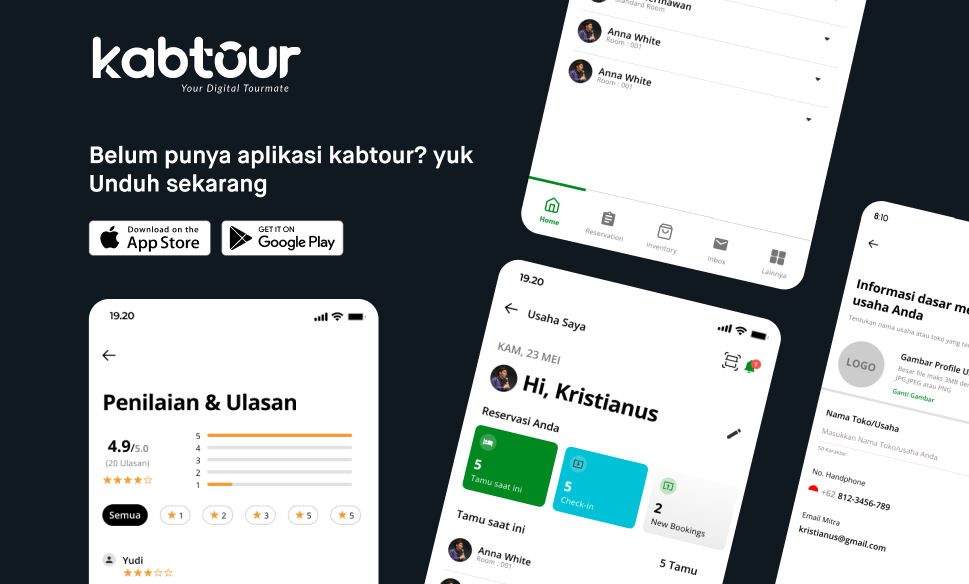 kabtour
Your Digital Tourmate
Belum punya aplikasi kabtour? yuk
Unduh sekarang
Download on the
App Store
GET IT ON
Google Play
19.20
Penilaian & Ulasan
4.9/5.0
(20 Ulasan)
5
4
3
2
1
Semua
1
2
3
5
5
Yudi
Standard Room
Anna White
Room : 001
Anna White
Room : 001
Home
Reservation
Inventory
Inbox
Lainnya
19.20
Usaha Saya
KAM, 23 MEI
1
Hi, Kristianus
Reservasi Anda
5
Tamu saat ini
5
Check-in
2
New Bookings
Tamu saat ini
5 Tamu
Anna White
Room : 001
8:10
Informasi dasar me
usaha Anda
Tentukan nama usaha atau toko yang te
LOGO
Gambar Profile U
Besar file maks 3MB de
JPG,JPEG atau PNG
Ganti Gambar
Nama Toko/Usaha
Masukkan Nama Toko/usaha Anda
50 Karakter
No. Handphone
+62 812-3456-789
Email Mitra
kristianus@gmail.com